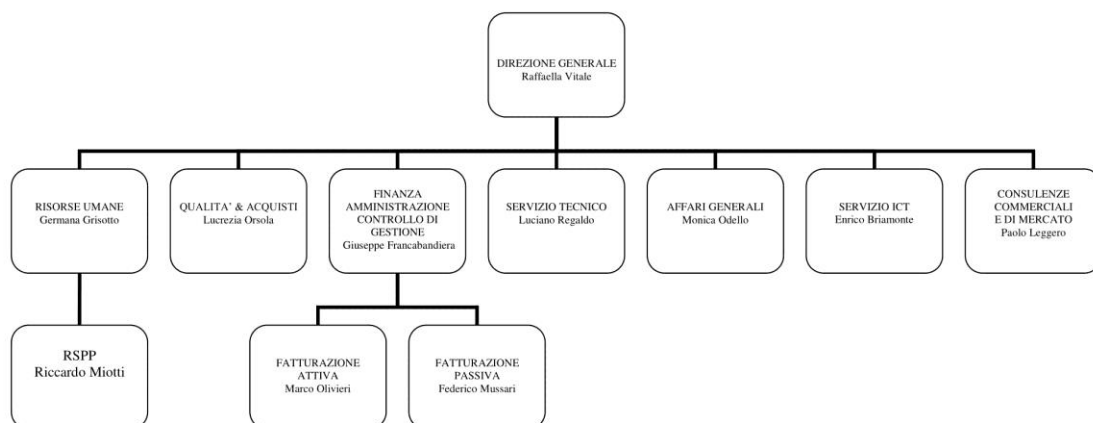 DIREZIONE GENERALE
Raffaella Vitale
RISORSE UMANE
Germana Grisotto
QUALITA' & ACQUISTI
Lucrezia Orsola
FINANZA
AMMINISTRAZIONE
CONTROLLO DI
GESTIONE
Giuseppe Francabandiera
SERVIZIO TECNICO
Luciano Regaldo
AFFARI GENERALI
Monica Odello
SERVIZIO ICT
Enrico Briamonte
CONSULENZE
COMMERCIALI
E DI MERCATO
Paolo Leggero
RSPP
Riccardo Miotti
FATTURAZIONE
ATTIVA
Marco Olivieri
FATTURAZIONE
PASSIVA
Federico Mussari